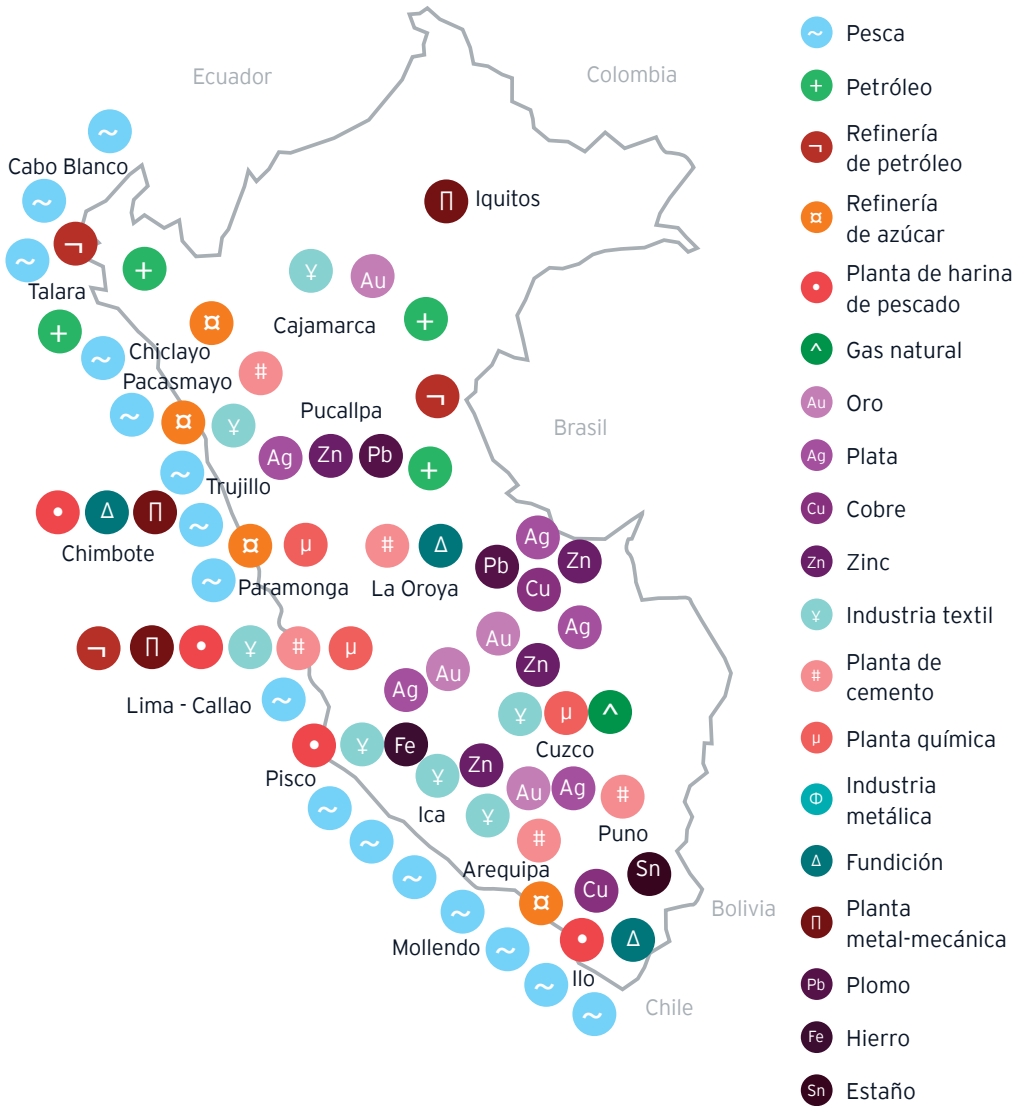 Ecuador
Colombia
~
Cabo Blanco
~
∏ Iquitos
¬
~
+
Talara
¥ Au
Cajamarca
+
¤
+
Chiclayo
~
Pacasmayo
#
¬
~ ¤ ¥
Pucallpa
Brasil
Ag Zn Pb +
~
Trujillo
• Δ ∏ ~
Chimbote
¤ µ
Paramonga
~
# Δ
La Oroya
Ag
Pb Zn
Cu
Au Ag
Zn
Ag Au
¬ ∏ • ¥ # µ
Lima - Callao
~
¥ µ ^
Cuzco
• ¥ Fe
Pisco
¥ Zn
Ica
Au Ag #
Puno
¥
#
Arequipa
~
~
~
~
Mollendo
~
~
~
¤ Cu Sn
• Δ
Ilo
Bolivia
Chile
~ Pesca
+ Petróleo
¬ Refinería
de petróleo
¤ Refinería
de azúcar
• Planta de harina
de pescado
^ Gas natural
Au Oro
Ag Plata
Cu Cobre
Zn Zinc
¥ Industria textil
# Planta de
cemento
µ Planta química
Φ Industria
metálica
Δ Fundición
∏ Planta
metal-mecánica
Pb Plomo
Fe Hierro
Sn Estaño